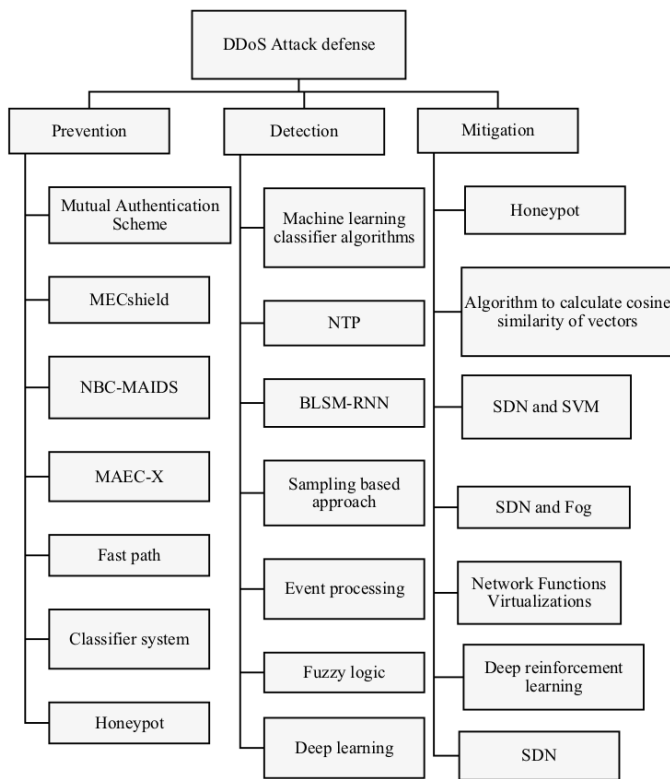 DDoS Attack defense
Prevention
Detection
Mitigation
Mutual Authentication
Scheme
MECshield
NBC-MAIDS
MAEC-X
Fast path
Classifier system
Honeypot
Machine learning
classifier algorithms
NTP
BLSM-RNN
Sampling based
approach
Event processing
Fuzzy logic
Deep learning
Honeypot
Algorithm to calculate cosine
similarity of vectors
SDN and SVM
SDN and Fog
Network Functions
Virtualizations
Deep reinforcement
learning
SDN